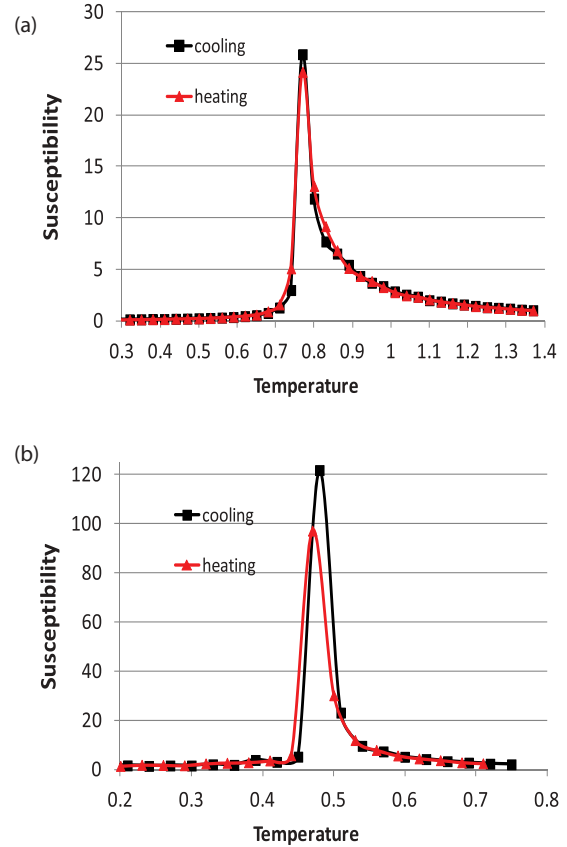 (a)
30
25
20
15
10
5
0
Susceptibility
cooling
heating
0.3 0.4 0.5 0.6 0.7 0.8 0.9 1 1.1 1.2 1.3 1.4
Temperature
(b)
120
100
80
60
40
20
0
Susceptibility
cooling
heating
0.2 0.3 0.4 0.5 0.6 0.7 0.8
Temperature